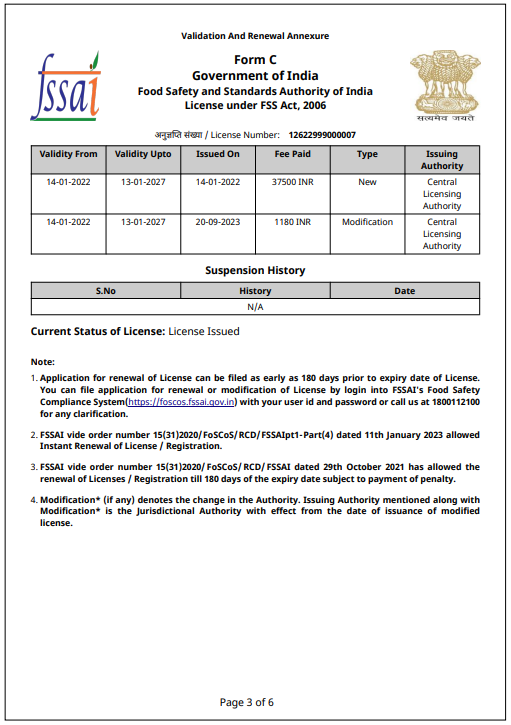 Validation And Renewal Annexure
fssai
Form C
Government of India
Food Safety and Standards Authority of India
License under FSS Act, 2006
सत्यमेव जयते
अनुज्ञप्ति संख्या / License Number: 12622999000007
Validity From Validity Upto Issued On Fee Paid Type Issuing Authority
14-01-2022 13-01-2027 14-01-2022 37500 INR New Central Licensing Authority
14-01-2022 13-01-2027 20-09-2023 1180 INR Modification Central Licensing Authority
Suspension History
S.No History Date
N/A
Current Status of License: License Issued
Note:
1. Application for renewal of License can be filed as early as 180 days prior to expiry date of License.
You can file application for renewal or modification of License by login into FSSAI's Food Safety
Compliance System(https://foscos.fssai.gov.in) with your user id and password or call us at 1800112100
for any clarification.
2. FSSAI vide order number 15(31)2020/FoSCoS/RCD/FSSAIpt1-Part(4) dated 11th January 2023 allowed
Instant Renewal of License / Registration.
3. FSSAI vide order number 15(31)2020/FoSCoS/RCD/FSSAI dated 29th October 2021 has allowed the
renewal of Licenses / Registration till 180 days of the expiry date subject to payment of penalty.
4. Modification* (if any) denotes the change in the Authority. Issuing Authority mentioned along with
Modification* is the Jurisdictional Authority with effect from the date of issuance of modified
license.
Page 3 of 6